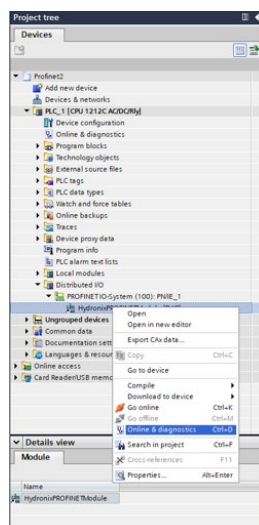 Project tree
Devices
Profinet2
Add new device
Devices & networks
PLC_1 [CPU 1212C AC/DC/Rly]
Device configuration
Online & diagnostics
Program blocks
Technology objects
External source files
PLC tags
PLC data types
Watch and force tables
Online backups
Traces
Device proxy data
Program info
PLC alarm text lists
Local modules
Distributed I/O
PROFINET IO-System (100): PN/IE_1
Ungrouped devices
Common data
Documentation sett
Languages & resour
Online access
Card Reader/USB memo
Open
Open in new editor
Export CAx data...
Copy Ctrl+C
Go to device
Compile
Download to device
Go online Ctrl+K
Go offline Ctrl+M
Online & diagnostics Ctrl+D
Search in project Ctrl+F
Cross-references F11
Properties... Alt+Enter
Details view
Module
Name
HydronixPROFINETModule